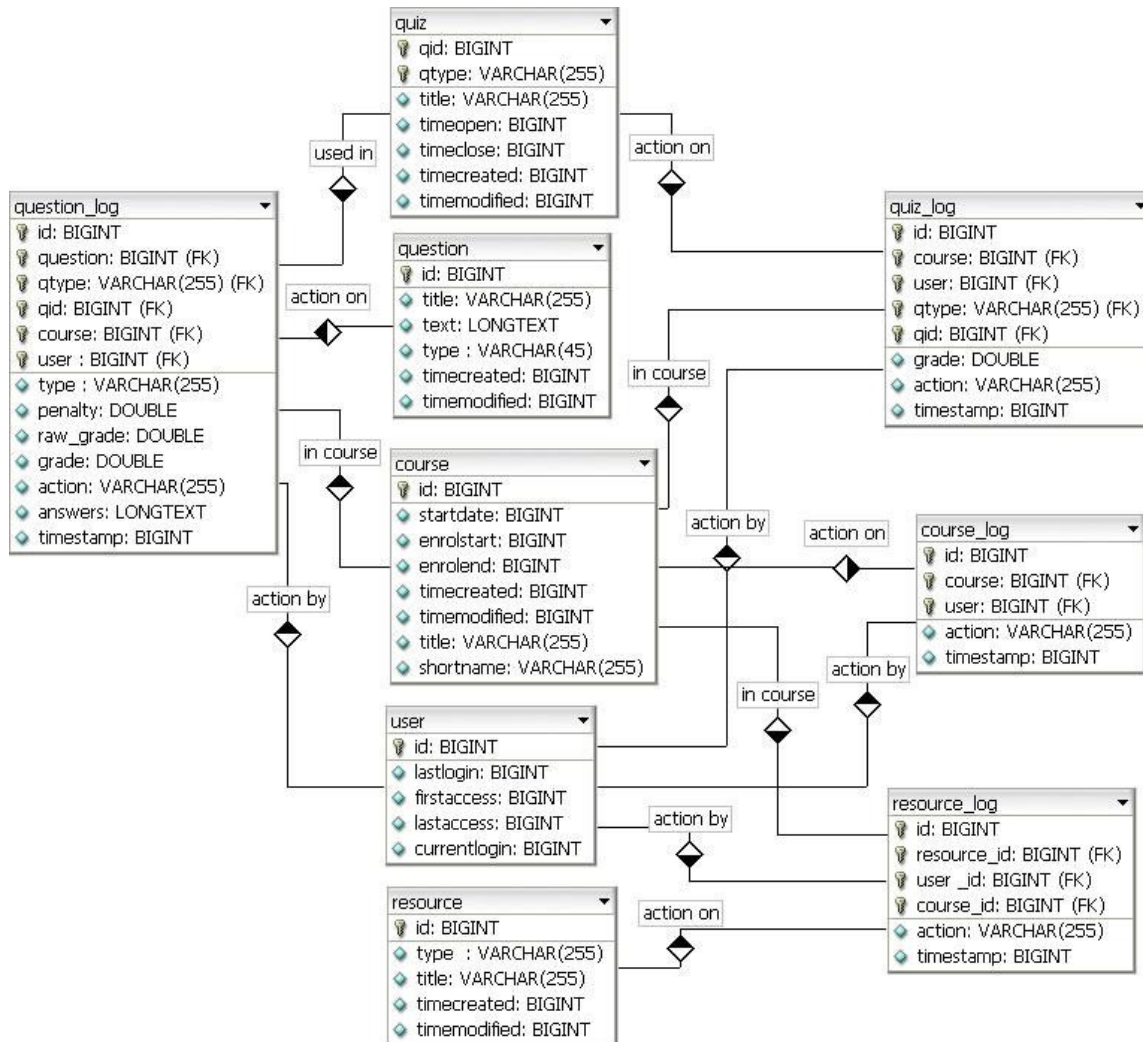 quiz
qid: BIGINT
qtype: VARCHAR(255)
title: VARCHAR(255)
timeopen: BIGINT
timeclose: BIGINT
timecreated: BIGINT
timemodified: BIGINT
used in
action on
question_log
id: BIGINT
question: BIGINT (FK)
qtype: VARCHAR(255) (FK)
qid: BIGINT (FK)
course: BIGINT (FK)
user : BIGINT (FK)
type : VARCHAR(255)
penalty: DOUBLE
raw_grade: DOUBLE
grade: DOUBLE
action: VARCHAR(255)
answers: LONGTEXT
timestamp: BIGINT
action on
question
id: BIGINT
title: VARCHAR(255)
text: LONGTEXT
type : VARCHAR(45)
timecreated: BIGINT
timemodified: BIGINT
quiz_log
id: BIGINT
course: BIGINT (FK)
user: BIGINT (FK)
qtype: VARCHAR(255) (FK)
qid: BIGINT (FK)
grade: DOUBLE
action: VARCHAR(255)
timestamp: BIGINT
in course
in course
course
id: BIGINT
startdate: BIGINT
enrolstart: BIGINT
enrolend: BIGINT
timecreated: BIGINT
timemodified: BIGINT
title: VARCHAR(255)
shortname: VARCHAR(255)
action by
action on
course_log
id: BIGINT
course: BIGINT (FK)
user: BIGINT (FK)
action: VARCHAR(255)
timestamp: BIGINT
action by
action by
in course
user
id: BIGINT
lastlogin: BIGINT
firstaccess: BIGINT
lastaccess: BIGINT
currentlogin: BIGINT
action by
resource_log
id: BIGINT
resource_id: BIGINT (FK)
user _id: BIGINT (FK)
course_id: BIGINT (FK)
action: VARCHAR(255)
timestamp: BIGINT
resource
id: BIGINT
type : VARCHAR(255)
title: VARCHAR(255)
timecreated: BIGINT
timemodified: BIGINT
action on